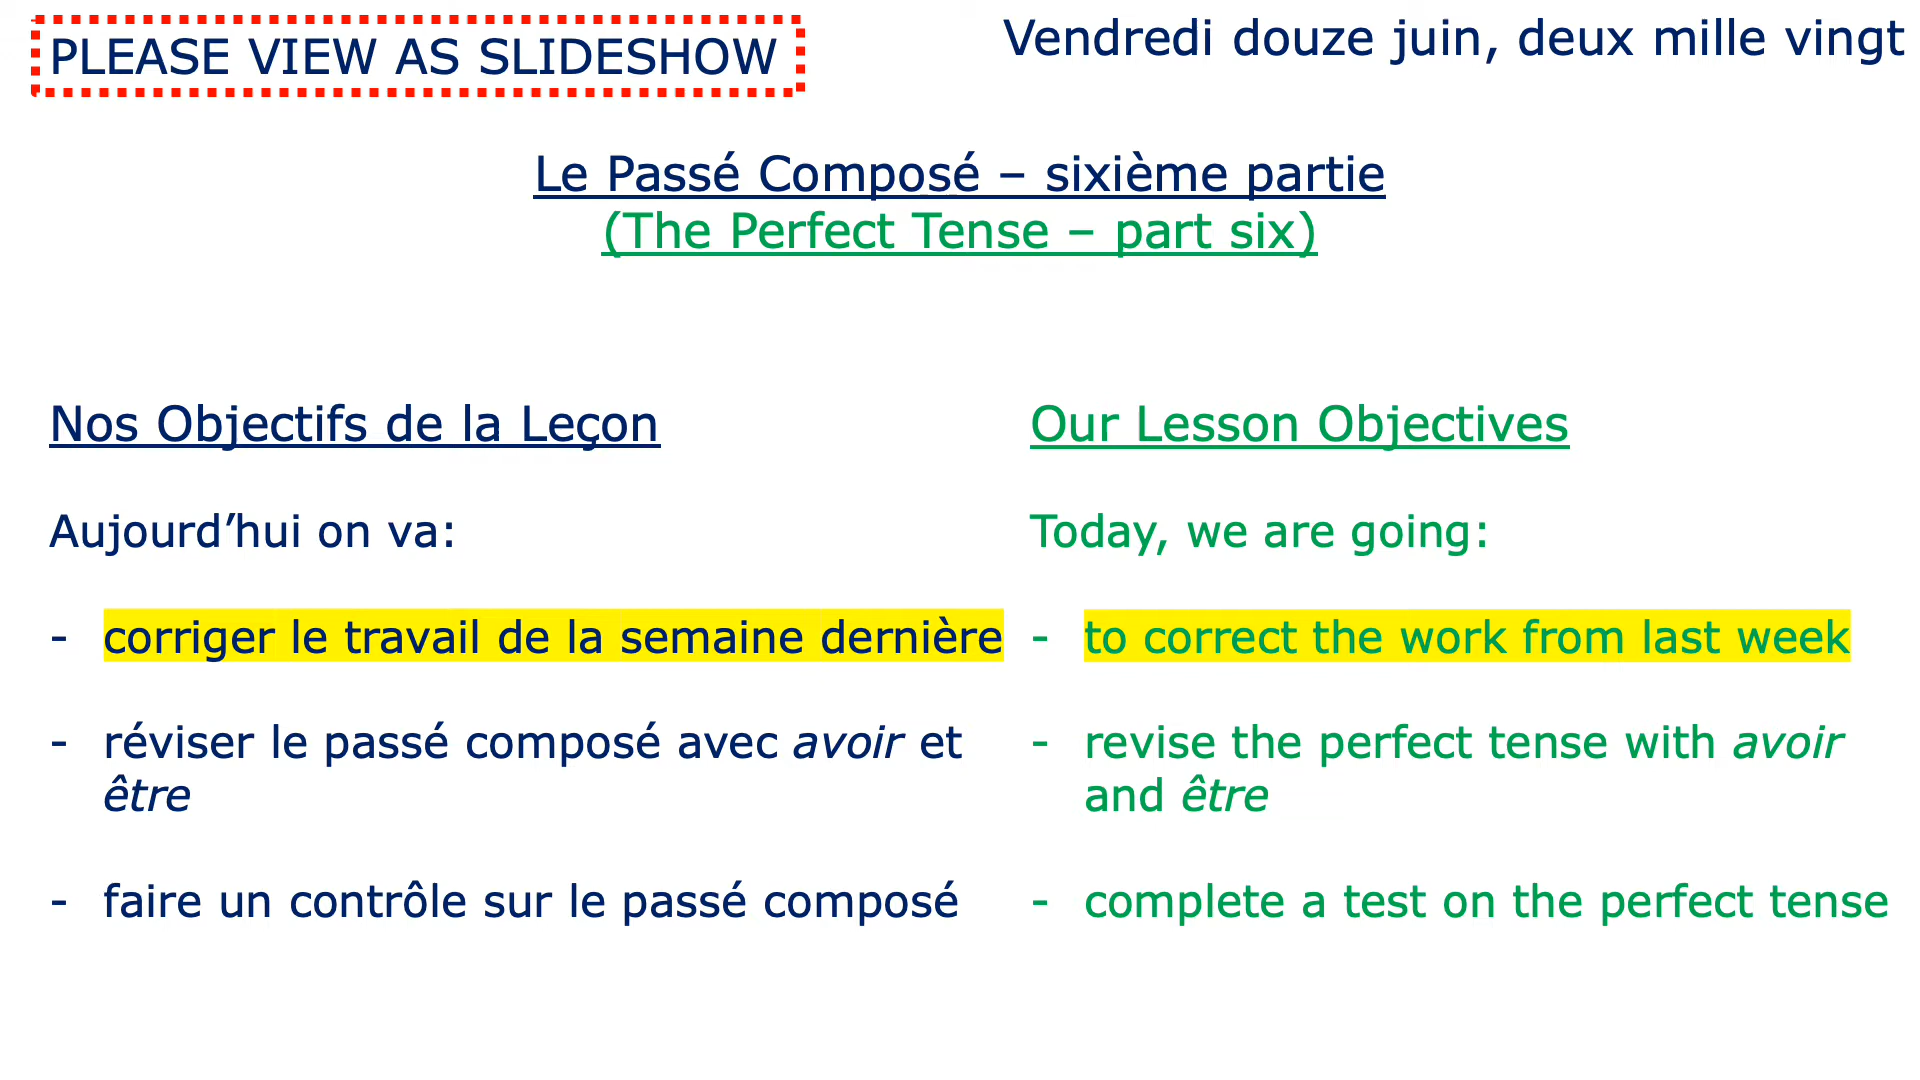 PLEASE VIEW AS SLIDESHOW
Vendredi douze juin, deux mille vingt
Le Passé Composé – sixième partie
(The Perfect Tense – part six)
Nos Objectifs de la Leçon
Aujourd’hui on va:
- corriger le travail de la semaine dernière
- réviser le passé composé avec avoir et
être
- faire un contrôle sur le passé composé
Our Lesson Objectives
Today, we are going:
- to correct the work from last week
- revise the perfect tense with avoir
and être
- complete a test on the perfect tense